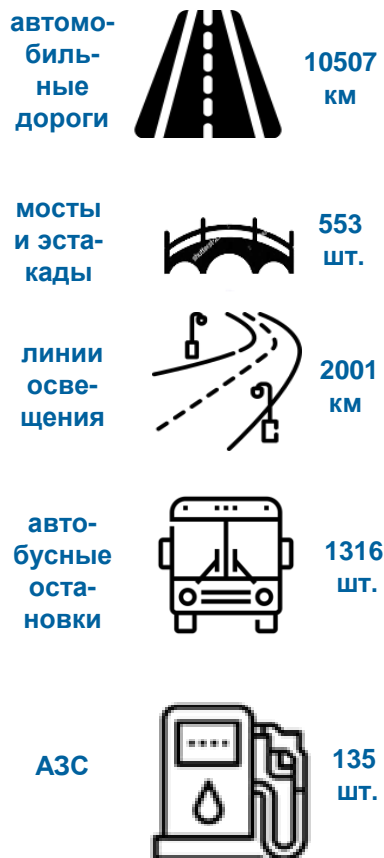 автомо-
биль-
ные
дороги
10507
км
мосты
и эста-
кады
shutterstock
553
шт.
линии
осве-
щения
2001
км
авто-
бусные
оста-
новки
1316
шт.
АЗС
135
шт.